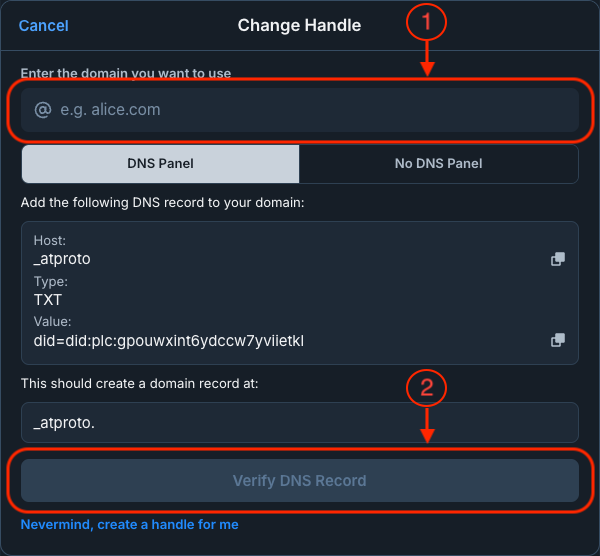 1
Cancel
Change Handle
Enter the domain you want to use
@ e.g. alice.com
DNS Panel
No DNS Panel
Add the following DNS record to your domain:
Host:
_atproto
Type:
TXT
Value:
did=did:plc:gpouwxint6ydccw7yviietkl
This should create a domain record at:
2
_atproto.
Verify DNS Record
Nevermind, create a handle for me